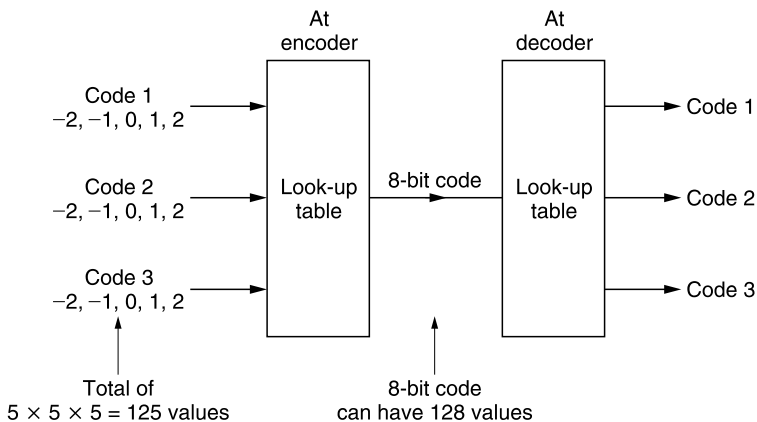 At
encoder
At
decoder
Code 1
−2, −1, 0, 1, 2
Code 1
Code 2
−2, −1, 0, 1, 2
Look-up
table
8-bit code
Look-up
table
Code 2
Code 3
−2, −1, 0, 1, 2
Code 3
Total of
5 × 5 × 5 = 125 values
8-bit code
can have 128 values